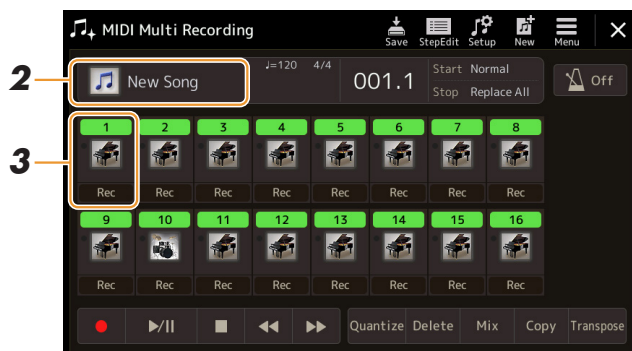 MIDI Multi Recording
Save StepEdit Setup New Menu
2
New Song
♩=120 4/4
001.1
Start Normal
Stop Replace All
Off
3
1 2 3 4 5 6 7 8
Rec Rec Rec Rec Rec Rec Rec Rec
9 10 11 12 13 14 15 16
Rec Rec Rec Rec Rec Rec Rec Rec
Quantize Delete Mix Copy Transpose